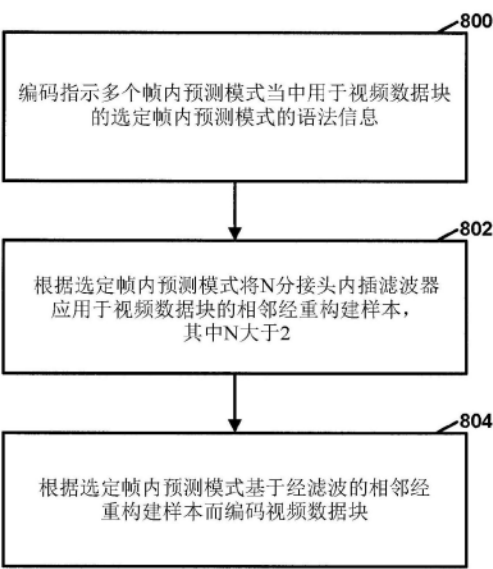 800
编码指示多个帧内预测模式当中用于视频数据块
的选定帧内预测模式的语法信息
802
根据选定帧内预测模式将N分接头内插滤波器
应用于视频数据块的相邻经重构建样本，
其中N大于2
804
根据选定帧内预测模式基于经滤波的相邻经
重构建样本而编码视频数据块